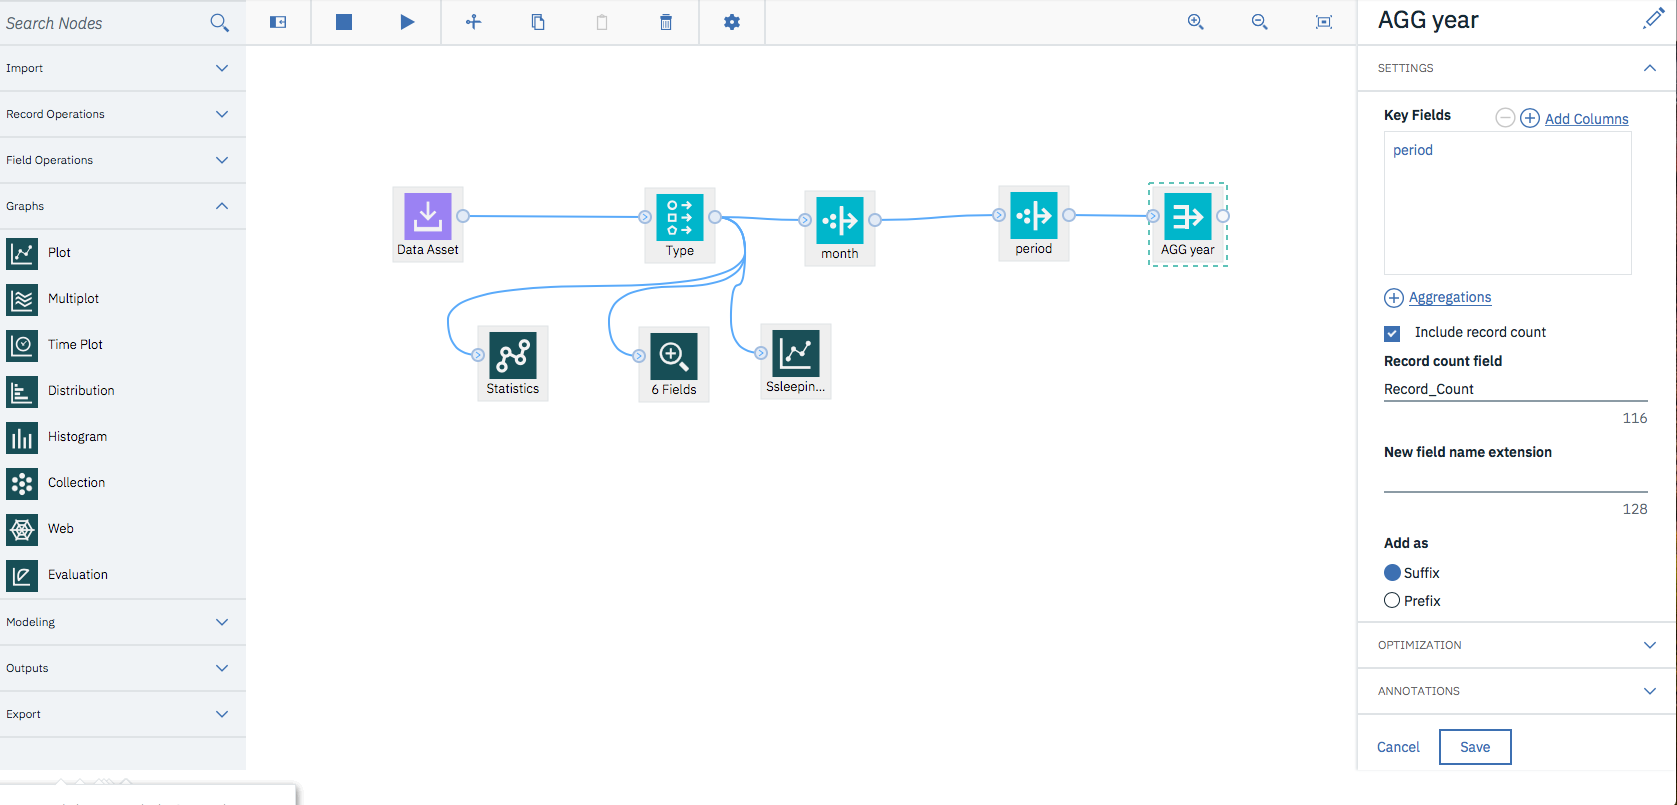 Search Nodes
Import
Record Operations
Field Operations
Graphs
Plot
Multiplot
Time Plot
Distribution
Histogram
Collection
Web
Evaluation
Modeling
Outputs
Export
Data Asset
Type
month
period
AGG year
Statistics
6 Fields
Ssleepin...
AGG year
SETTINGS
Key Fields
Add Columns
period
Aggregations
Include record count
Record count field
Record_Count
116
New field name extension
128
Add as
Suffix
Prefix
OPTIMIZATION
ANNOTATIONS
Cancel
Save